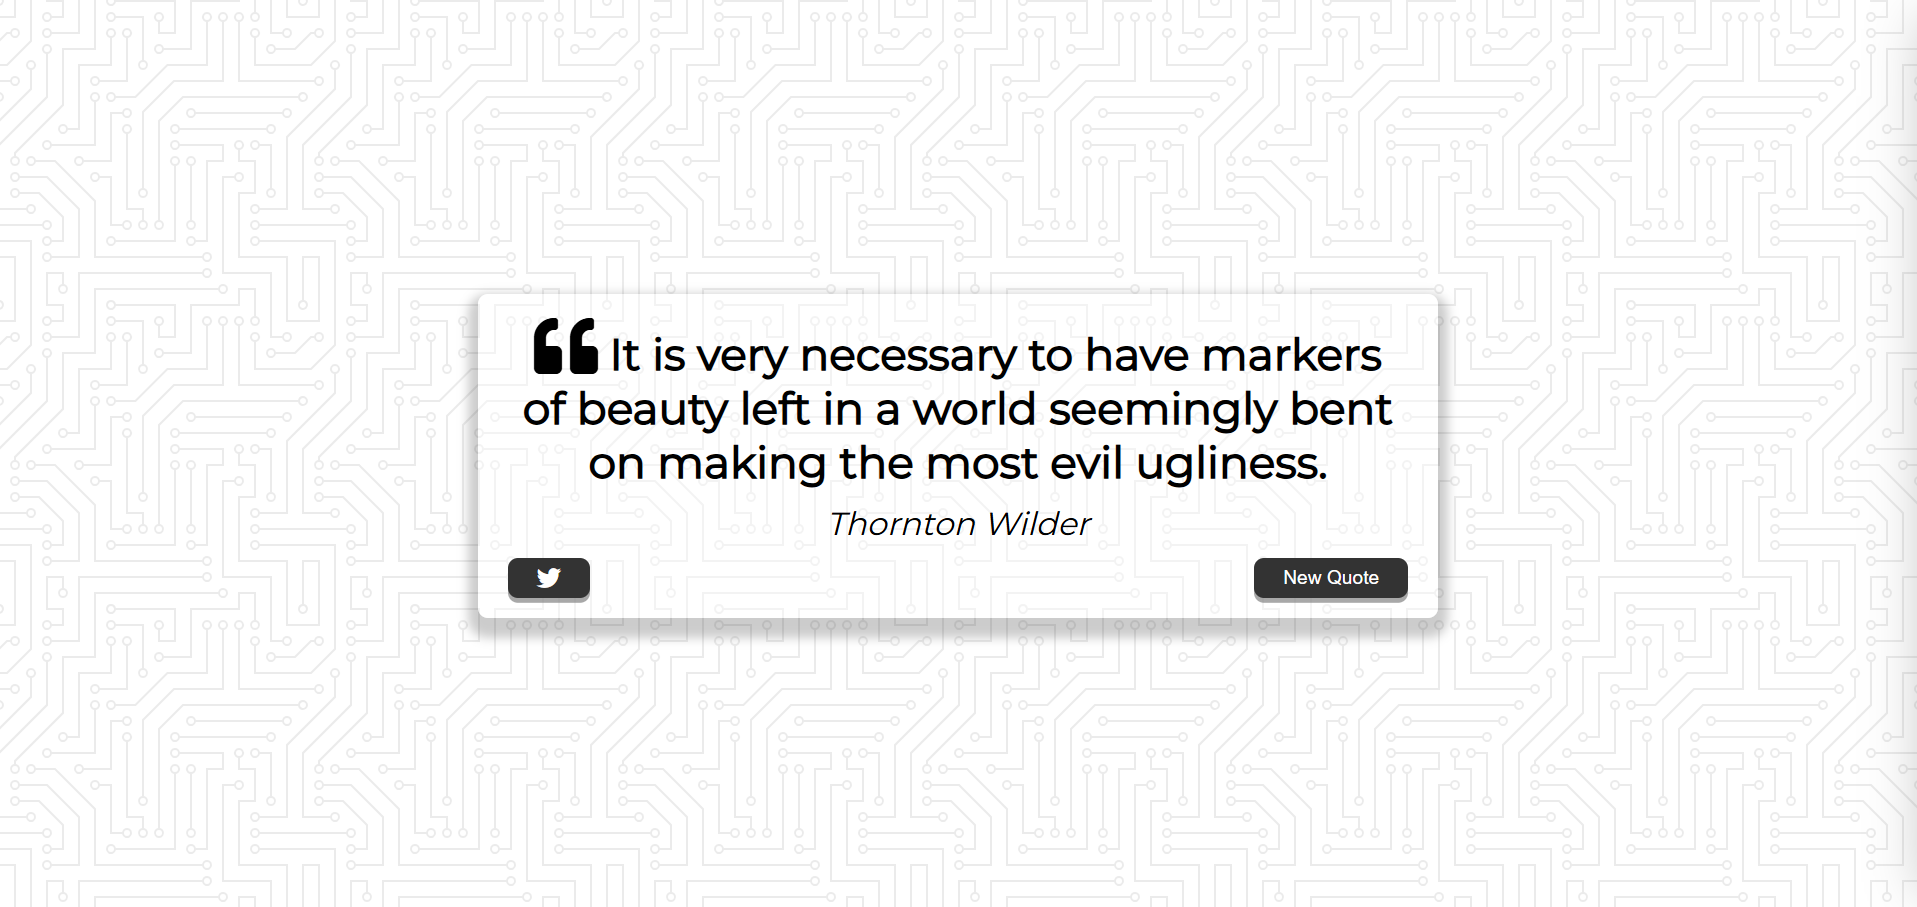 It is very necessary to have markers
of beauty left in a world seemingly bent
on making the most evil ugliness.
Thornton Wilder
New Quote